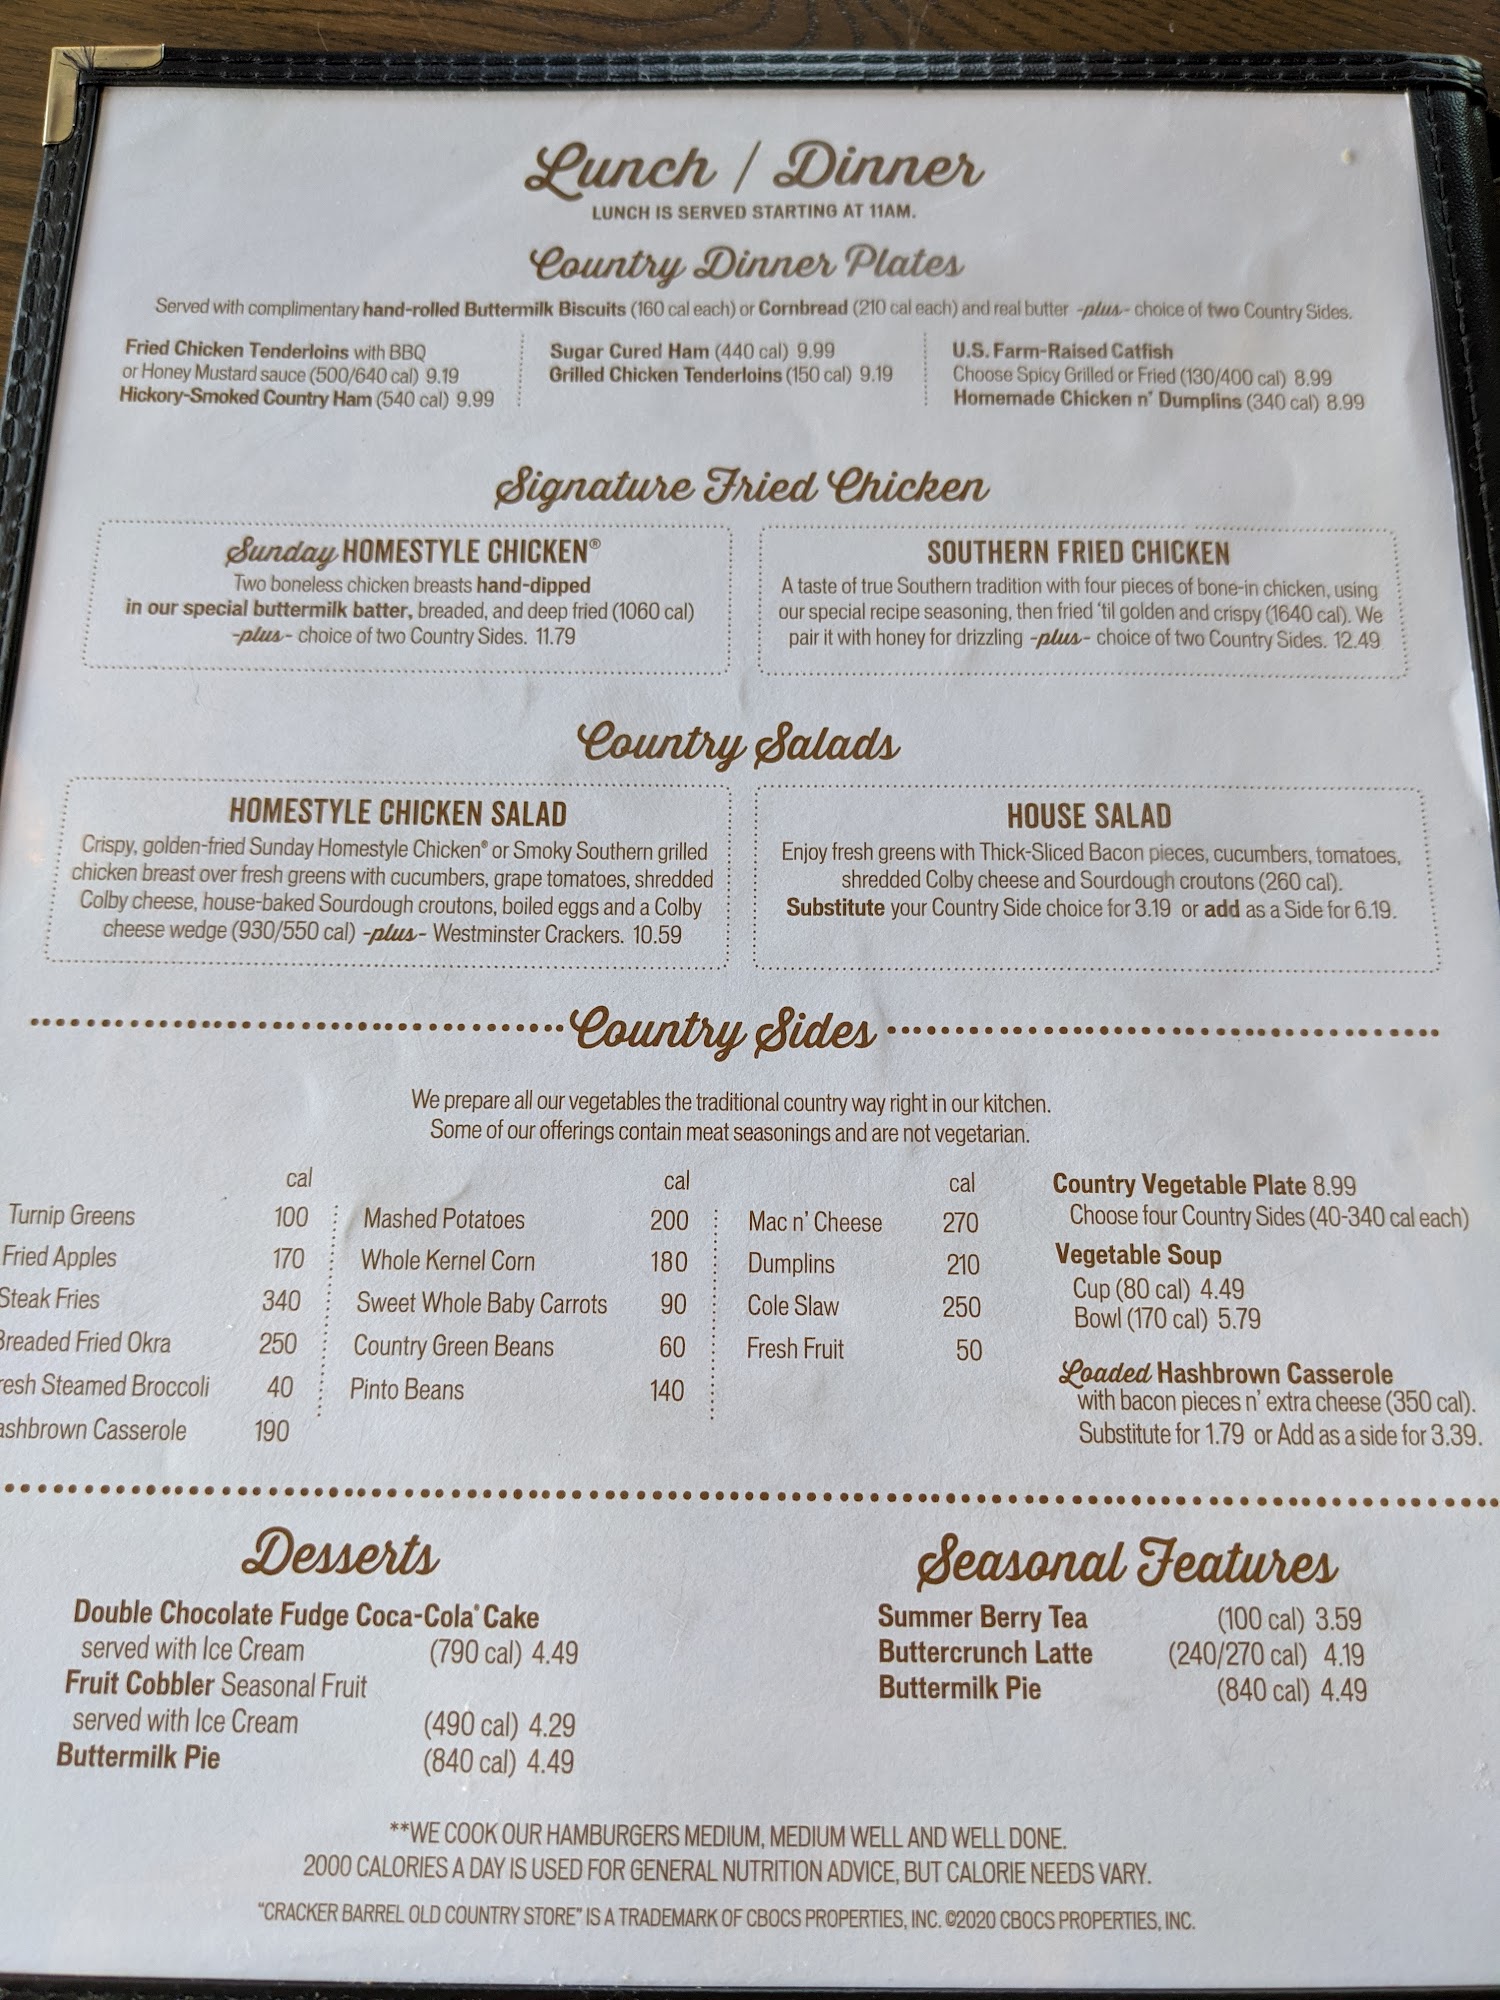 Lunch / Dinner
LUNCH IS SERVED STARTING AT 11AM.
Country Dinner Plates
Served with complimentary hand-rolled Buttermilk Biscuits (160 cal each) or Cornbread (210 cal each) and real butter -plus- choice of two Country Sides.
Fried Chicken Tenderloins with BBQ
or Honey Mustard sauce (500/640 cal) 9.19
Hickory-Smoked Country Ham (540 cal) 9.99
Sugar Cured Ham (440 cal) 9.99
Grilled Chicken Tenderloins (150 cal) 9.19
U.S. Farm-Raised Catfish
Choose Spicy Grilled or Fried (130/400 cal) 8.99
Homemade Chicken n' Dumplins (340 cal) 8.99
Signature Fried Chicken
Sunday HOMESTYLE CHICKEN®
Two boneless chicken breasts hand-dipped
in our special buttermilk batter, breaded, and deep fried (1060 cal)
-plus- choice of two Country Sides. 11.79
SOUTHERN FRIED CHICKEN
A taste of true Southern tradition with four pieces of bone-in chicken, using
our special recipe seasoning, then fried 'til golden and crispy (1640 cal). We
pair it with honey for drizzling -plus- choice of two Country Sides. 12.49
Country Salads
HOMESTYLE CHICKEN SALAD
Crispy, golden-fried Sunday Homestyle Chicken® or Smoky Southern grilled
chicken breast over fresh greens with cucumbers, grape tomatoes, shredded
Colby cheese, house-baked Sourdough croutons, boiled eggs and a Colby
cheese wedge (930/550 cal) -plus- Westminster Crackers. 10.59
HOUSE SALAD
Enjoy fresh greens with Thick-Sliced Bacon pieces, cucumbers, tomatoes,
shredded Colby cheese and Sourdough croutons (260 cal).
Substitute your Country Side choice for 3.19 or add as a Side for 6.19.
Country Sides
We prepare all our vegetables the traditional country way right in our kitchen.
Some of our offerings contain meat seasonings and are not vegetarian.
cal
Turnip Greens 100
Fried Apples 170
Steak Fries 340
Breaded Fried Okra 250
resh Steamed Broccoli 40
ashbrown Casserole 190
cal
Mashed Potatoes 200
Whole Kernel Corn 180
Sweet Whole Baby Carrots 90
Country Green Beans 60
Pinto Beans 140
cal
Mac n' Cheese 270
Dumplins 210
Cole Slaw 250
Fresh Fruit 50
Country Vegetable Plate 8.99
Choose four Country Sides (40-340 cal each)
Vegetable Soup
Cup (80 cal) 4.49
Bowl (170 cal) 5.79
Loaded Hashbrown Casserole
with bacon pieces n' extra cheese (350 cal).
Substitute for 1.79 or Add as a side for 3.39.
Desserts
Double Chocolate Fudge Coca-Cola® Cake
served with Ice Cream (790 cal) 4.49
Fruit Cobbler Seasonal Fruit
served with Ice Cream (490 cal) 4.29
Buttermilk Pie (840 cal) 4.49
Seasonal Features
Summer Berry Tea (100 cal) 3.59
Buttercrunch Latte (240/270 cal) 4.19
Buttermilk Pie (840 cal) 4.49
**WE COOK OUR HAMBURGERS MEDIUM, MEDIUM WELL AND WELL DONE.
2000 CALORIES A DAY IS USED FOR GENERAL NUTRITION ADVICE, BUT CALORIE NEEDS VARY.
"CRACKER BARREL OLD COUNTRY STORE" IS A TRADEMARK OF CBOCS PROPERTIES, INC. ©2020 CBOCS PROPERTIES, INC.